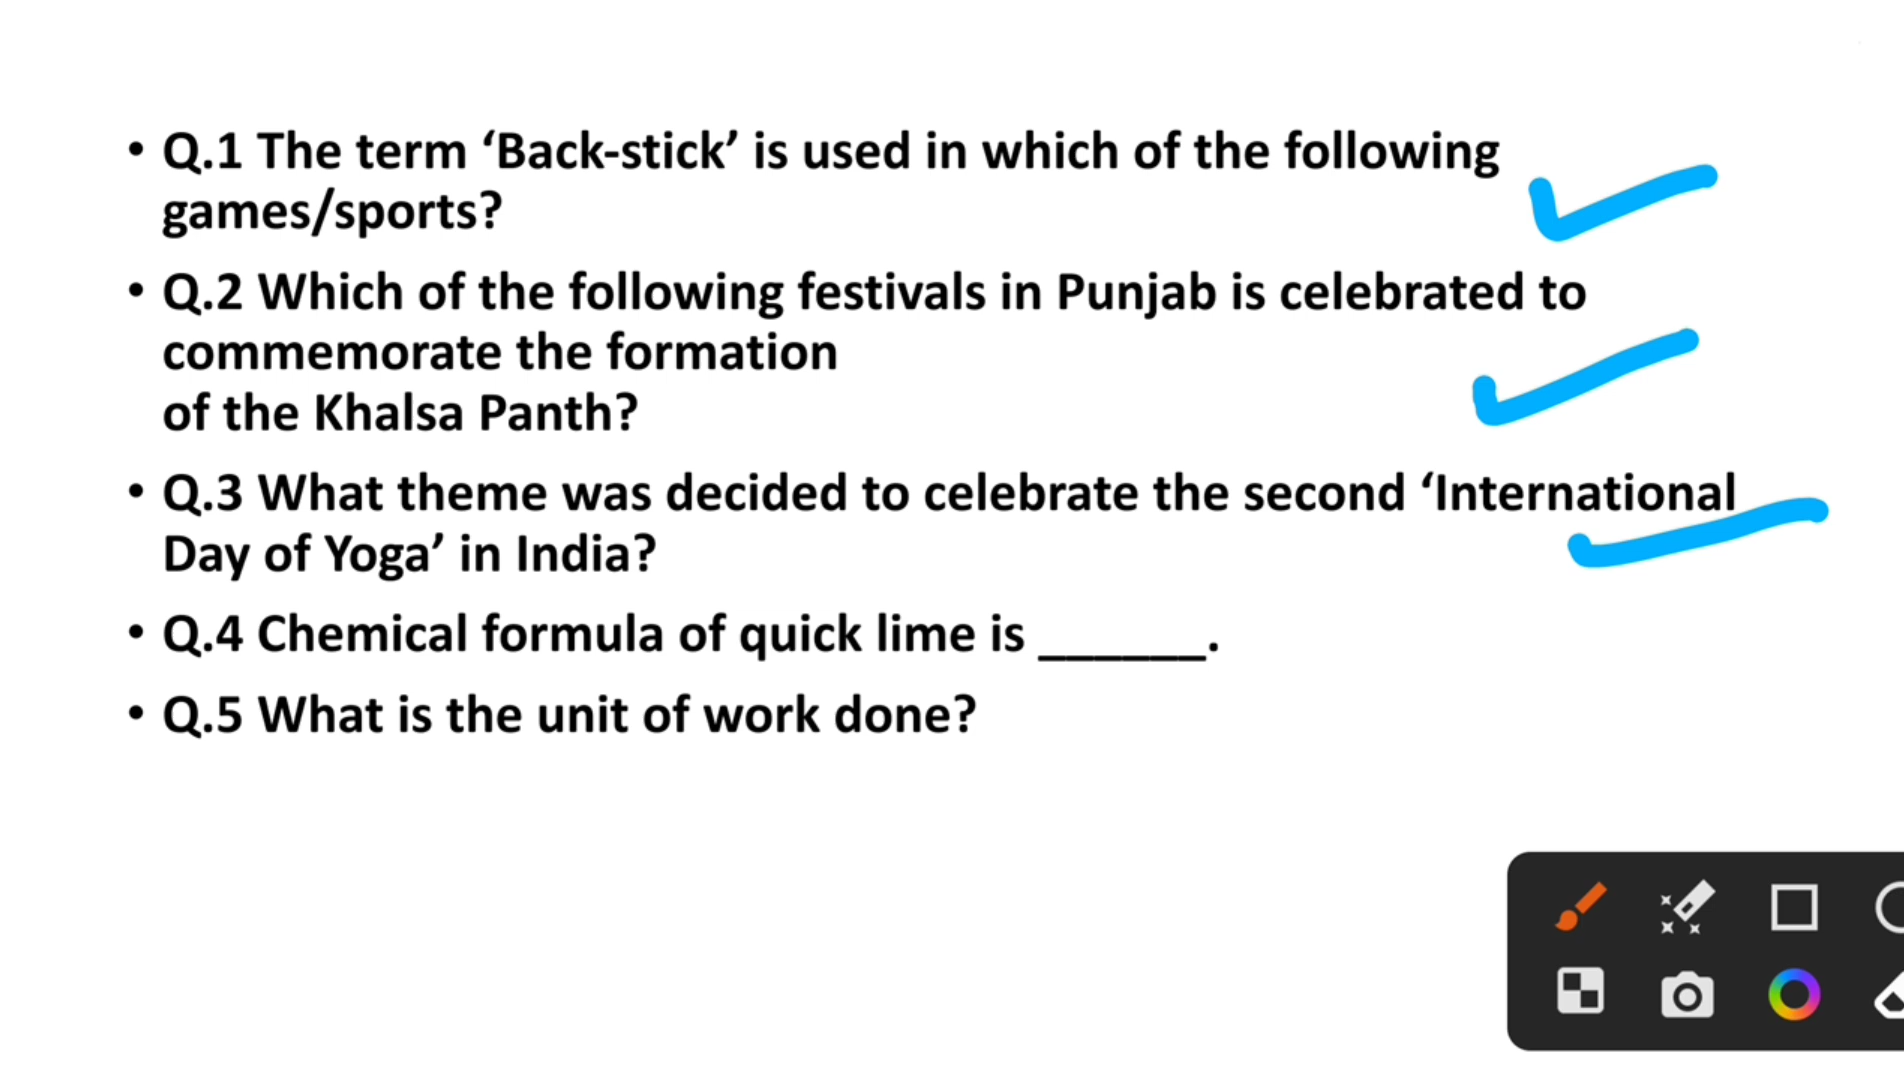 • Q.1 The term ‘Back-stick’ is used in which of the following
games/sports?
• Q.2 Which of the following festivals in Punjab is celebrated to
commemorate the formation
of the Khalsa Panth?
• Q.3 What theme was decided to celebrate the second ‘International
Day of Yoga’ in India?
• Q.4 Chemical formula of quick lime is ______.
• Q.5 What is the unit of work done?